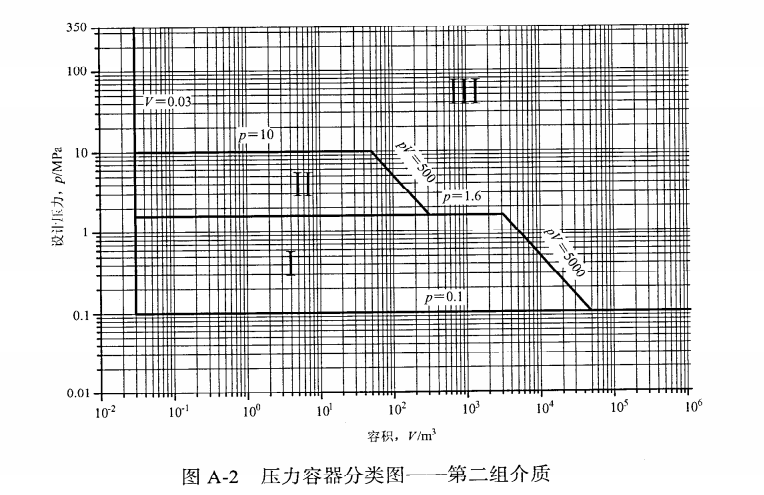 350
100
V=0.03
III
p=10
10
pV=500
设计压力，p/MPa
II
p=1.6
1
pV=5000
I
p=0.1
0.1
0.01
10-2 10-1 10⁰ 10¹ 10² 10³ 10⁴ 10⁵ 10⁶
容积，V/m³
图 A-2 压力容器分类图——第二组介质